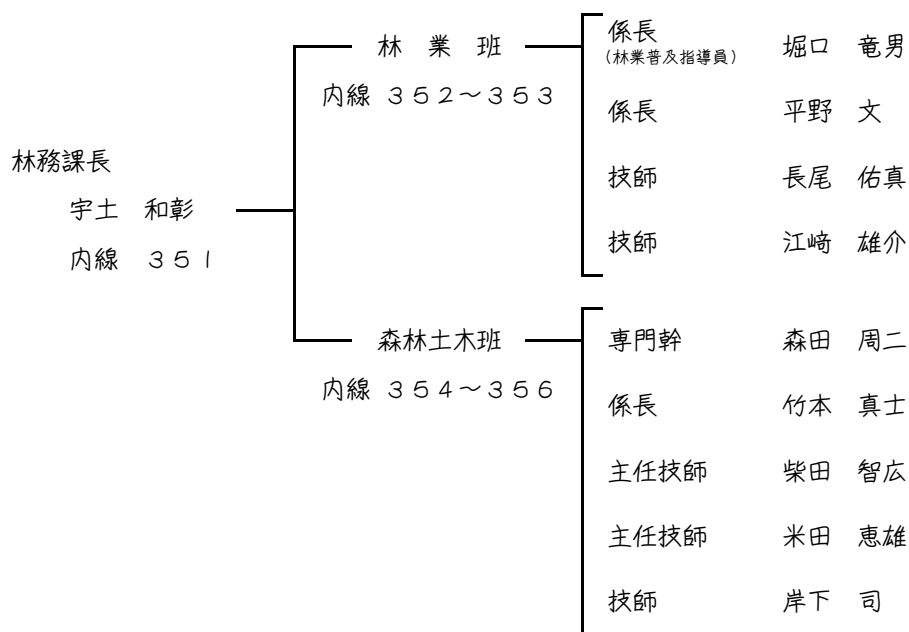 林務課長
宇土　和彰
内線　３５１
林　業　班
内線　３５２～３５３
係長　堀口　竜男
（林業普及指導員）
係長　平野　文
技師　長尾　佑真
技師　江﨑　雄介
森林土木班
内線　３５４～３５６
専門幹　森田　周二
係長　竹本　真士
主任技師　柴田　智広
主任技師　米田　恵雄
技師　岸下　司